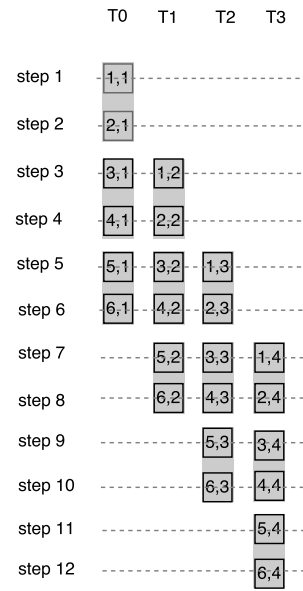 T0 T1 T2 T3
step 1 1,1
step 2 2,1
step 3 3,1 1,2
step 4 4,1 2,2
step 5 5,1 3,2 1,3
step 6 6,1 4,2 2,3
step 7 5,2 3,3 1,4
step 8 6,2 4,3 2,4
step 9 5,3 3,4
step 10 6,3 4,4
step 11 5,4
step 12 6,4